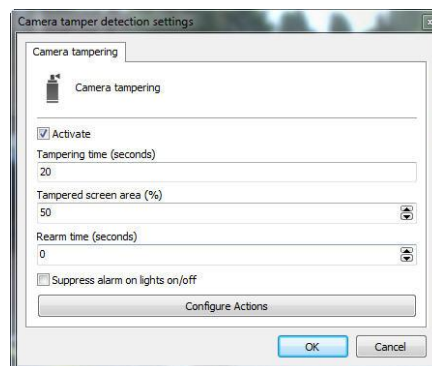 Camera tamper detection settings
Camera tampering
Camera tampering
Activate
Tampering time (seconds)
20
Tampered screen area (%)
50
Rearm time (seconds)
0
Suppress alarm on lights on/off
Configure Actions
OK Cancel